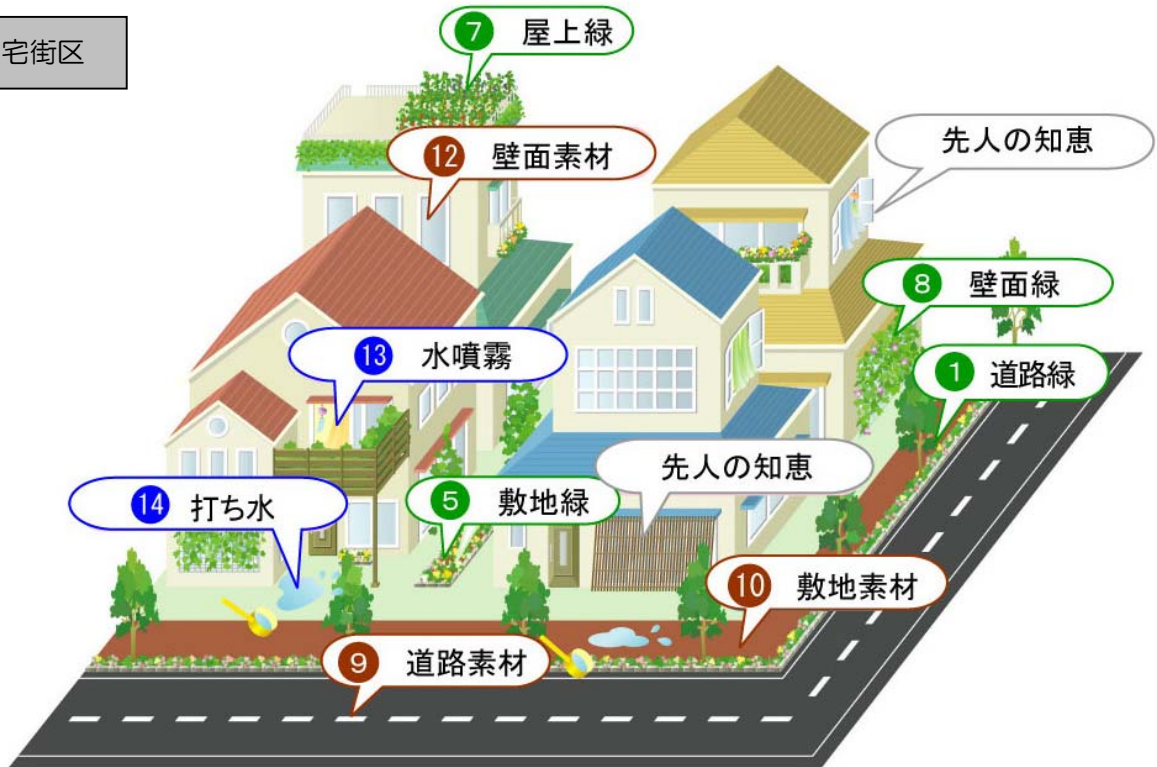 宅街区
7 屋上緑
12 壁面素材
先人の知恵
8 壁面緑
13 水噴霧
1 道路緑
先人の知恵
14 打ち水
5 敷地緑
10 敷地素材
9 道路素材